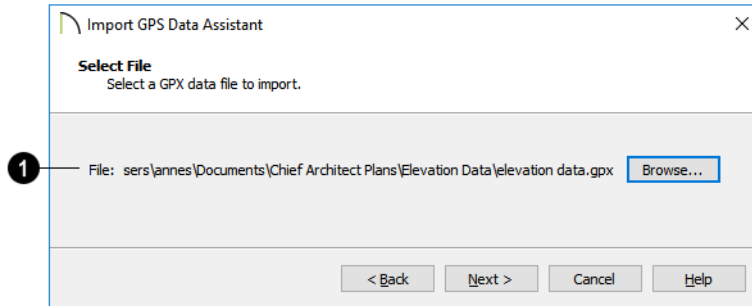 Import GPS Data Assistant
Select File
Select a GPX data file to import.
1
File: sers\annes\Documents\Chief Architect Plans\Elevation Data\elevation data.gpx Browse...
< Back Next > Cancel Help